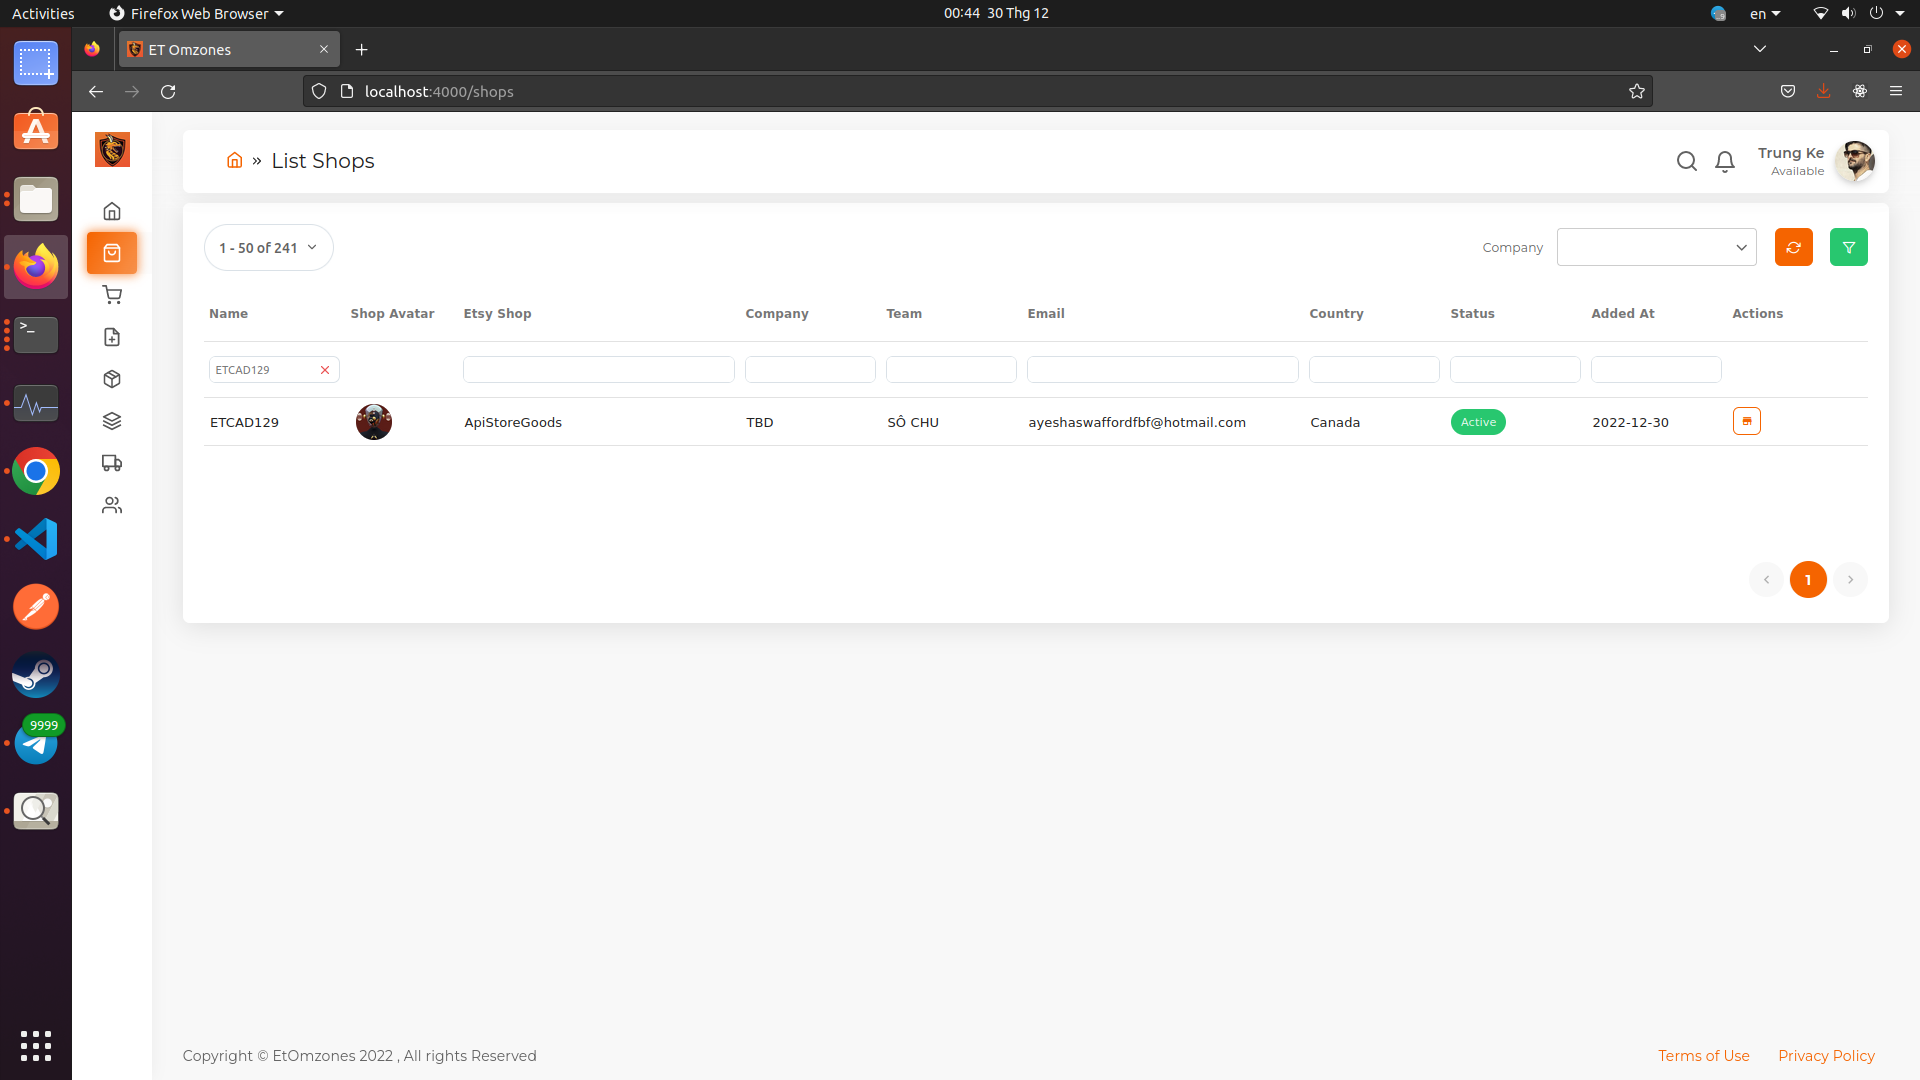 Activities
Firefox Web Browser
00:44 30 Thg 12
en
ET Omzones
localhost:4000/shops
» List Shops
Trung Ke
Available
1 - 50 of 241
Company
Name Shop Avatar Etsy Shop Company Team Email Country Status Added At Actions
ETCAD129
ETCAD129 ApiStoreGoods TBD SÔ CHU ayeshaswaffordfbf@hotmail.com Canada Active 2022-12-30
1
9999
Copyright © EtOmzones 2022 , All rights Reserved
Terms of Use Privacy Policy